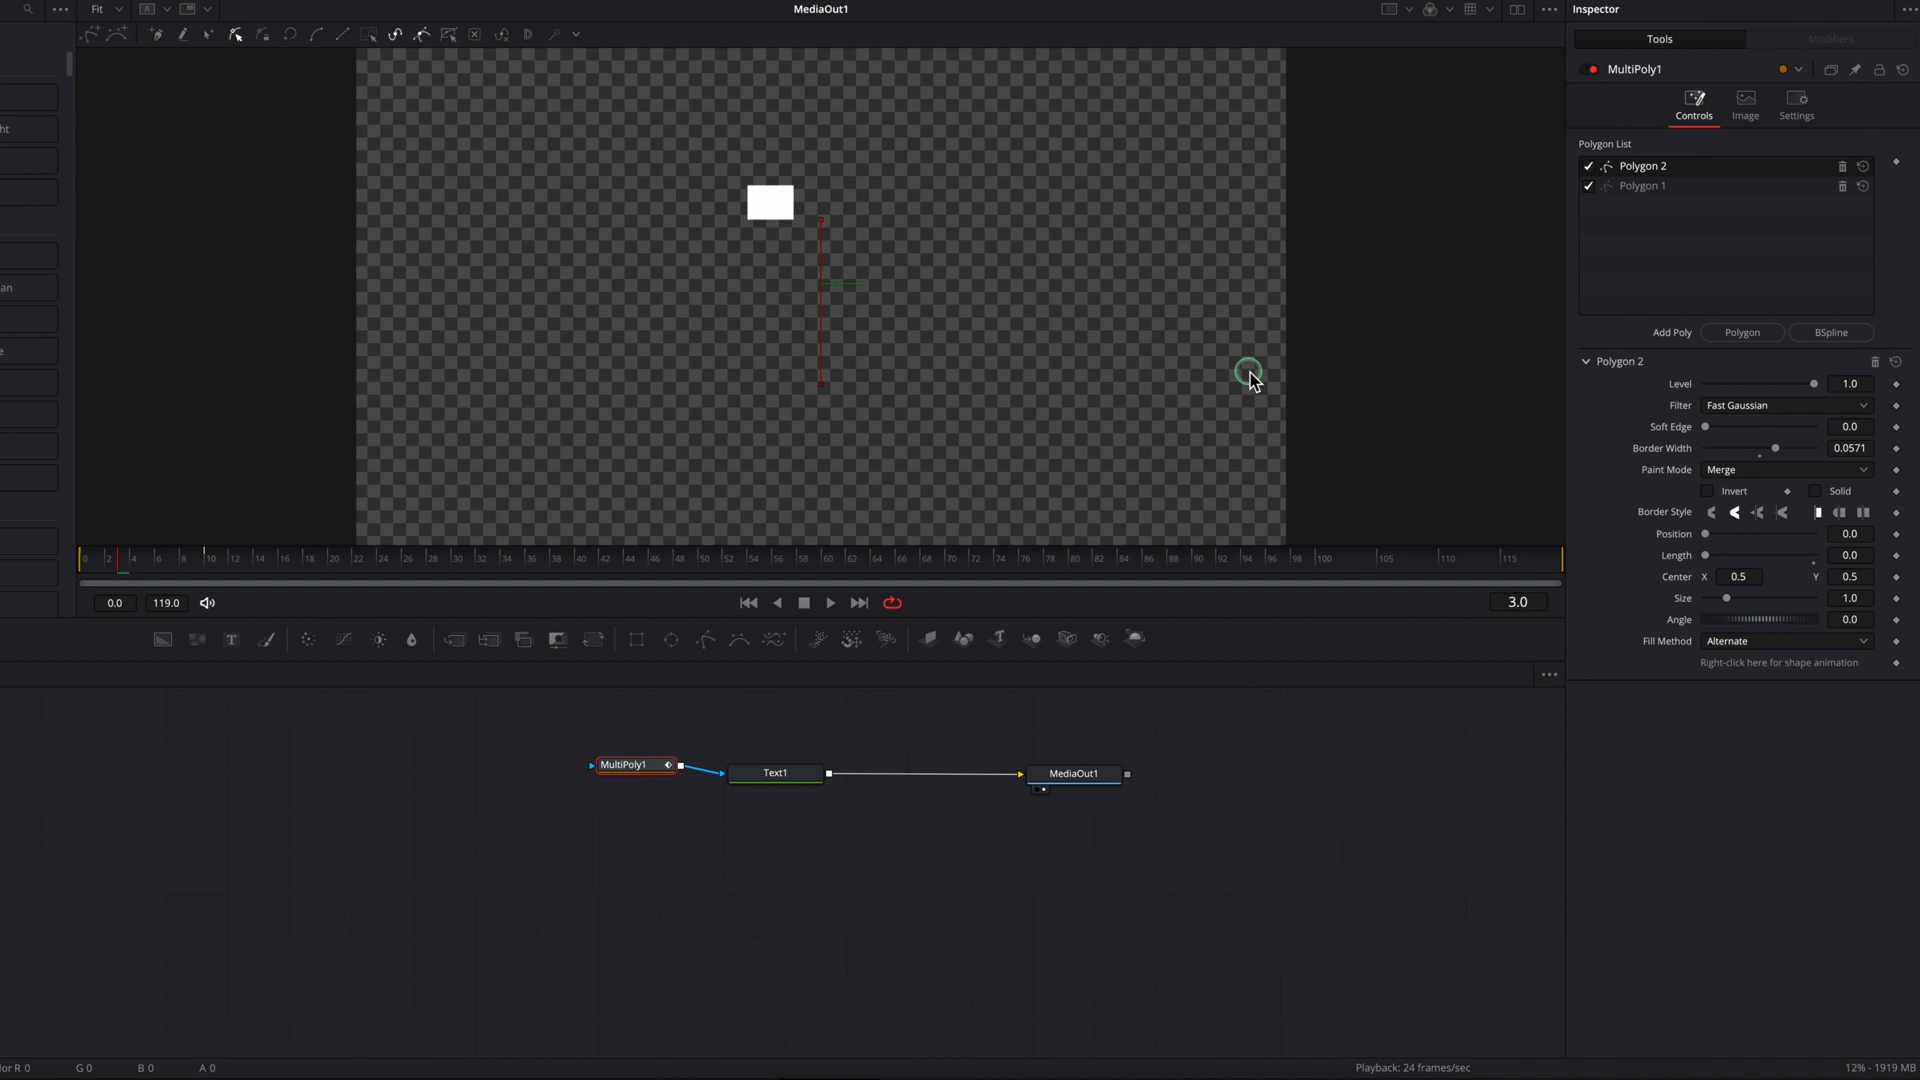 Fit
MediaOut1
Inspector
Tools
Modifiers
MultiPoly1
Controls
Image
Settings
Polygon List
Polygon 2
Polygon 1
Add Poly
Polygon
BSpline
Polygon 2
Level
1.0
Filter
Fast Gaussian
Soft Edge
0.0
Border Width
0.0571
Paint Mode
Merge
Invert
Solid
Border Style
Position
0.0
Length
0.0
Center
X
0.5
Y
0.5
Size
1.0
Angle
0.0
Fill Method
Alternate
Right-click here for shape animation
ht
an
e
0 2 4 6 8 10 12 14 16 18 20 22 24 26 28 30 32 34 36 38 40 42 44 46 48 50 52 54 56 58 60 62 64 66 68 70 72 74 76 78 80 82 84 86 88 90 92 94 96 98 100 105 110 115
0.0
119.0
3.0
MultiPoly1
Text1
MediaOut1
lor R 0
G 0
B 0
A 0
Playback: 24 frames/sec
12% - 1919 MB